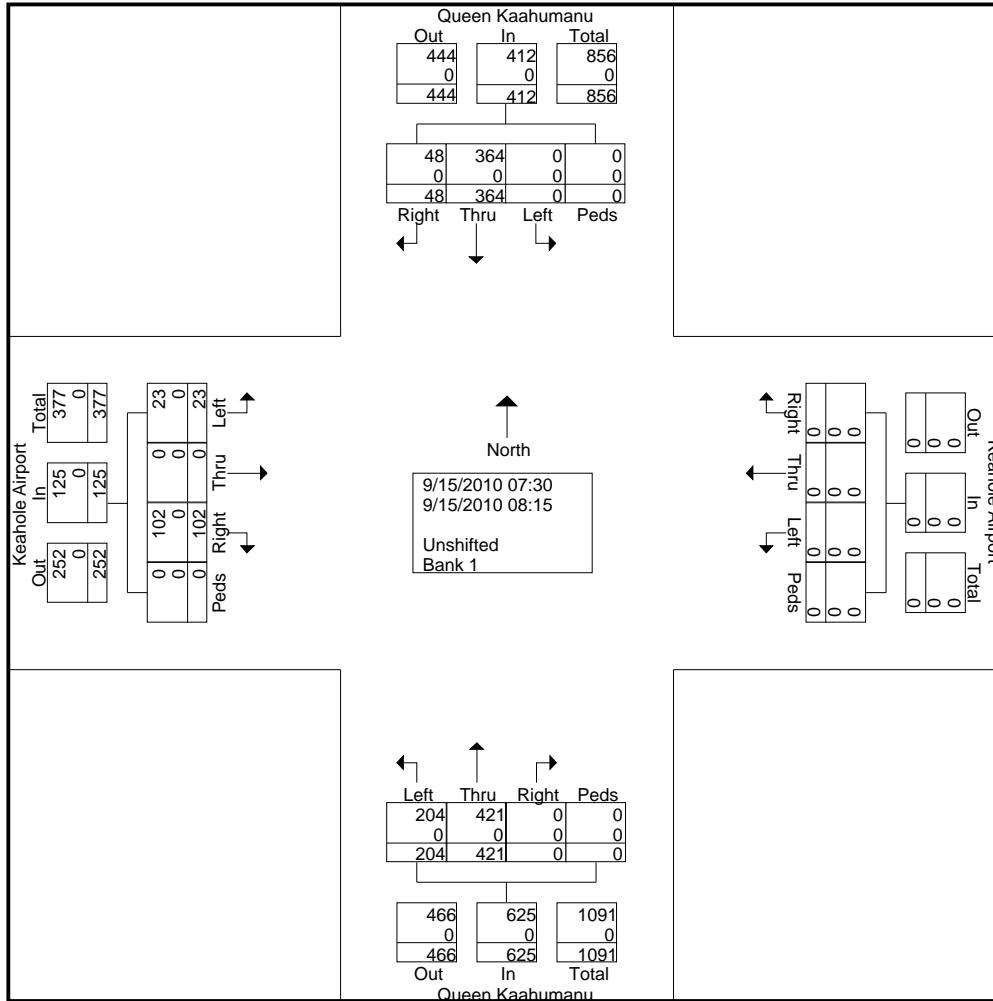 Queen Kaahumanu
Out In Total
444 412 856
0 0 0
444 412 856
48 364 0 0
0 0 0 0
48 364 0 0
Right Thru Left Peds
Keahole Airport
Total In Out
377 125 252
0 0 0
377 125 252
23 0 102 0
0 0 0 0
23 0 102 0
Left Thru Right Peds
North
9/15/2010 07:30
9/15/2010 08:15
Unshifted
Bank 1
Right Thru Left Peds
0 0 0 0
0 0 0 0
0 0 0 0
Out In Total
0 0 0
0 0 0
0 0 0
Keahole Airport
Left Thru Right Peds
204 421 0 0
0 0 0 0
204 421 0 0
466 625 1091
0 0 0
466 625 1091
Out In Total
Queen Kaahumanu